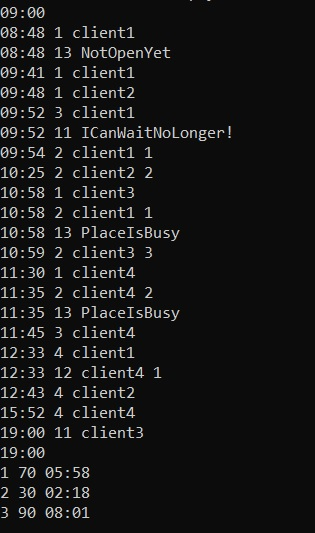 09:00
08:48 1 client1
08:48 13 NotOpenYet
09:41 1 client1
09:48 1 client2
09:52 3 client1
09:52 11 ICanWaitNoLonger!
09:54 2 client1 1
10:25 2 client2 2
10:58 1 client3
10:58 2 client1 1
10:58 13 PlaceIsBusy
10:59 2 client3 3
11:30 1 client4
11:35 2 client4 2
11:35 13 PlaceIsBusy
11:45 3 client4
12:33 4 client1
12:33 12 client4 1
12:43 4 client2
15:52 4 client4
19:00 11 client3
19:00
1 70 05:58
2 30 02:18
3 90 08:01